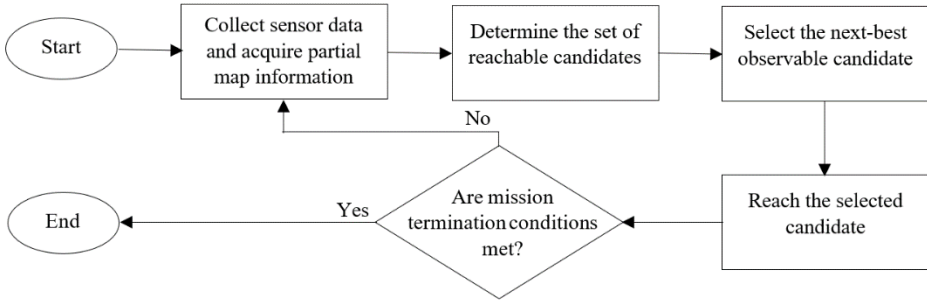 Start
Collect sensor data
and acquire partial
map information
Determine the set of
reachable candidates
Select the next-best
observable candidate
Reach the selected
candidate
Are mission
termination conditions
met?
No
Yes
End